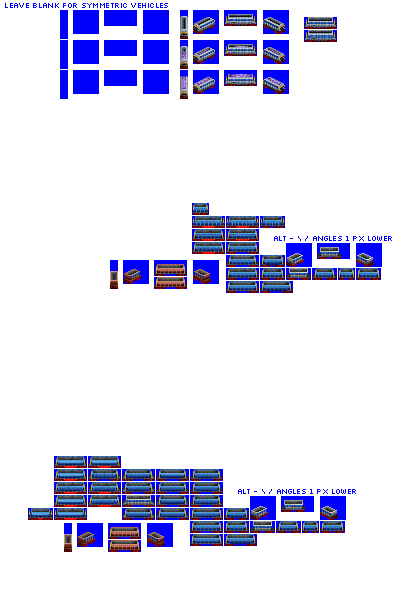 LEAVE BLANK FOR SYMMETRIC VEHICLES
ALT - \ / ANGLES 1 PX LOWER
ALT - \ / ANGLES 1 PX LOWER